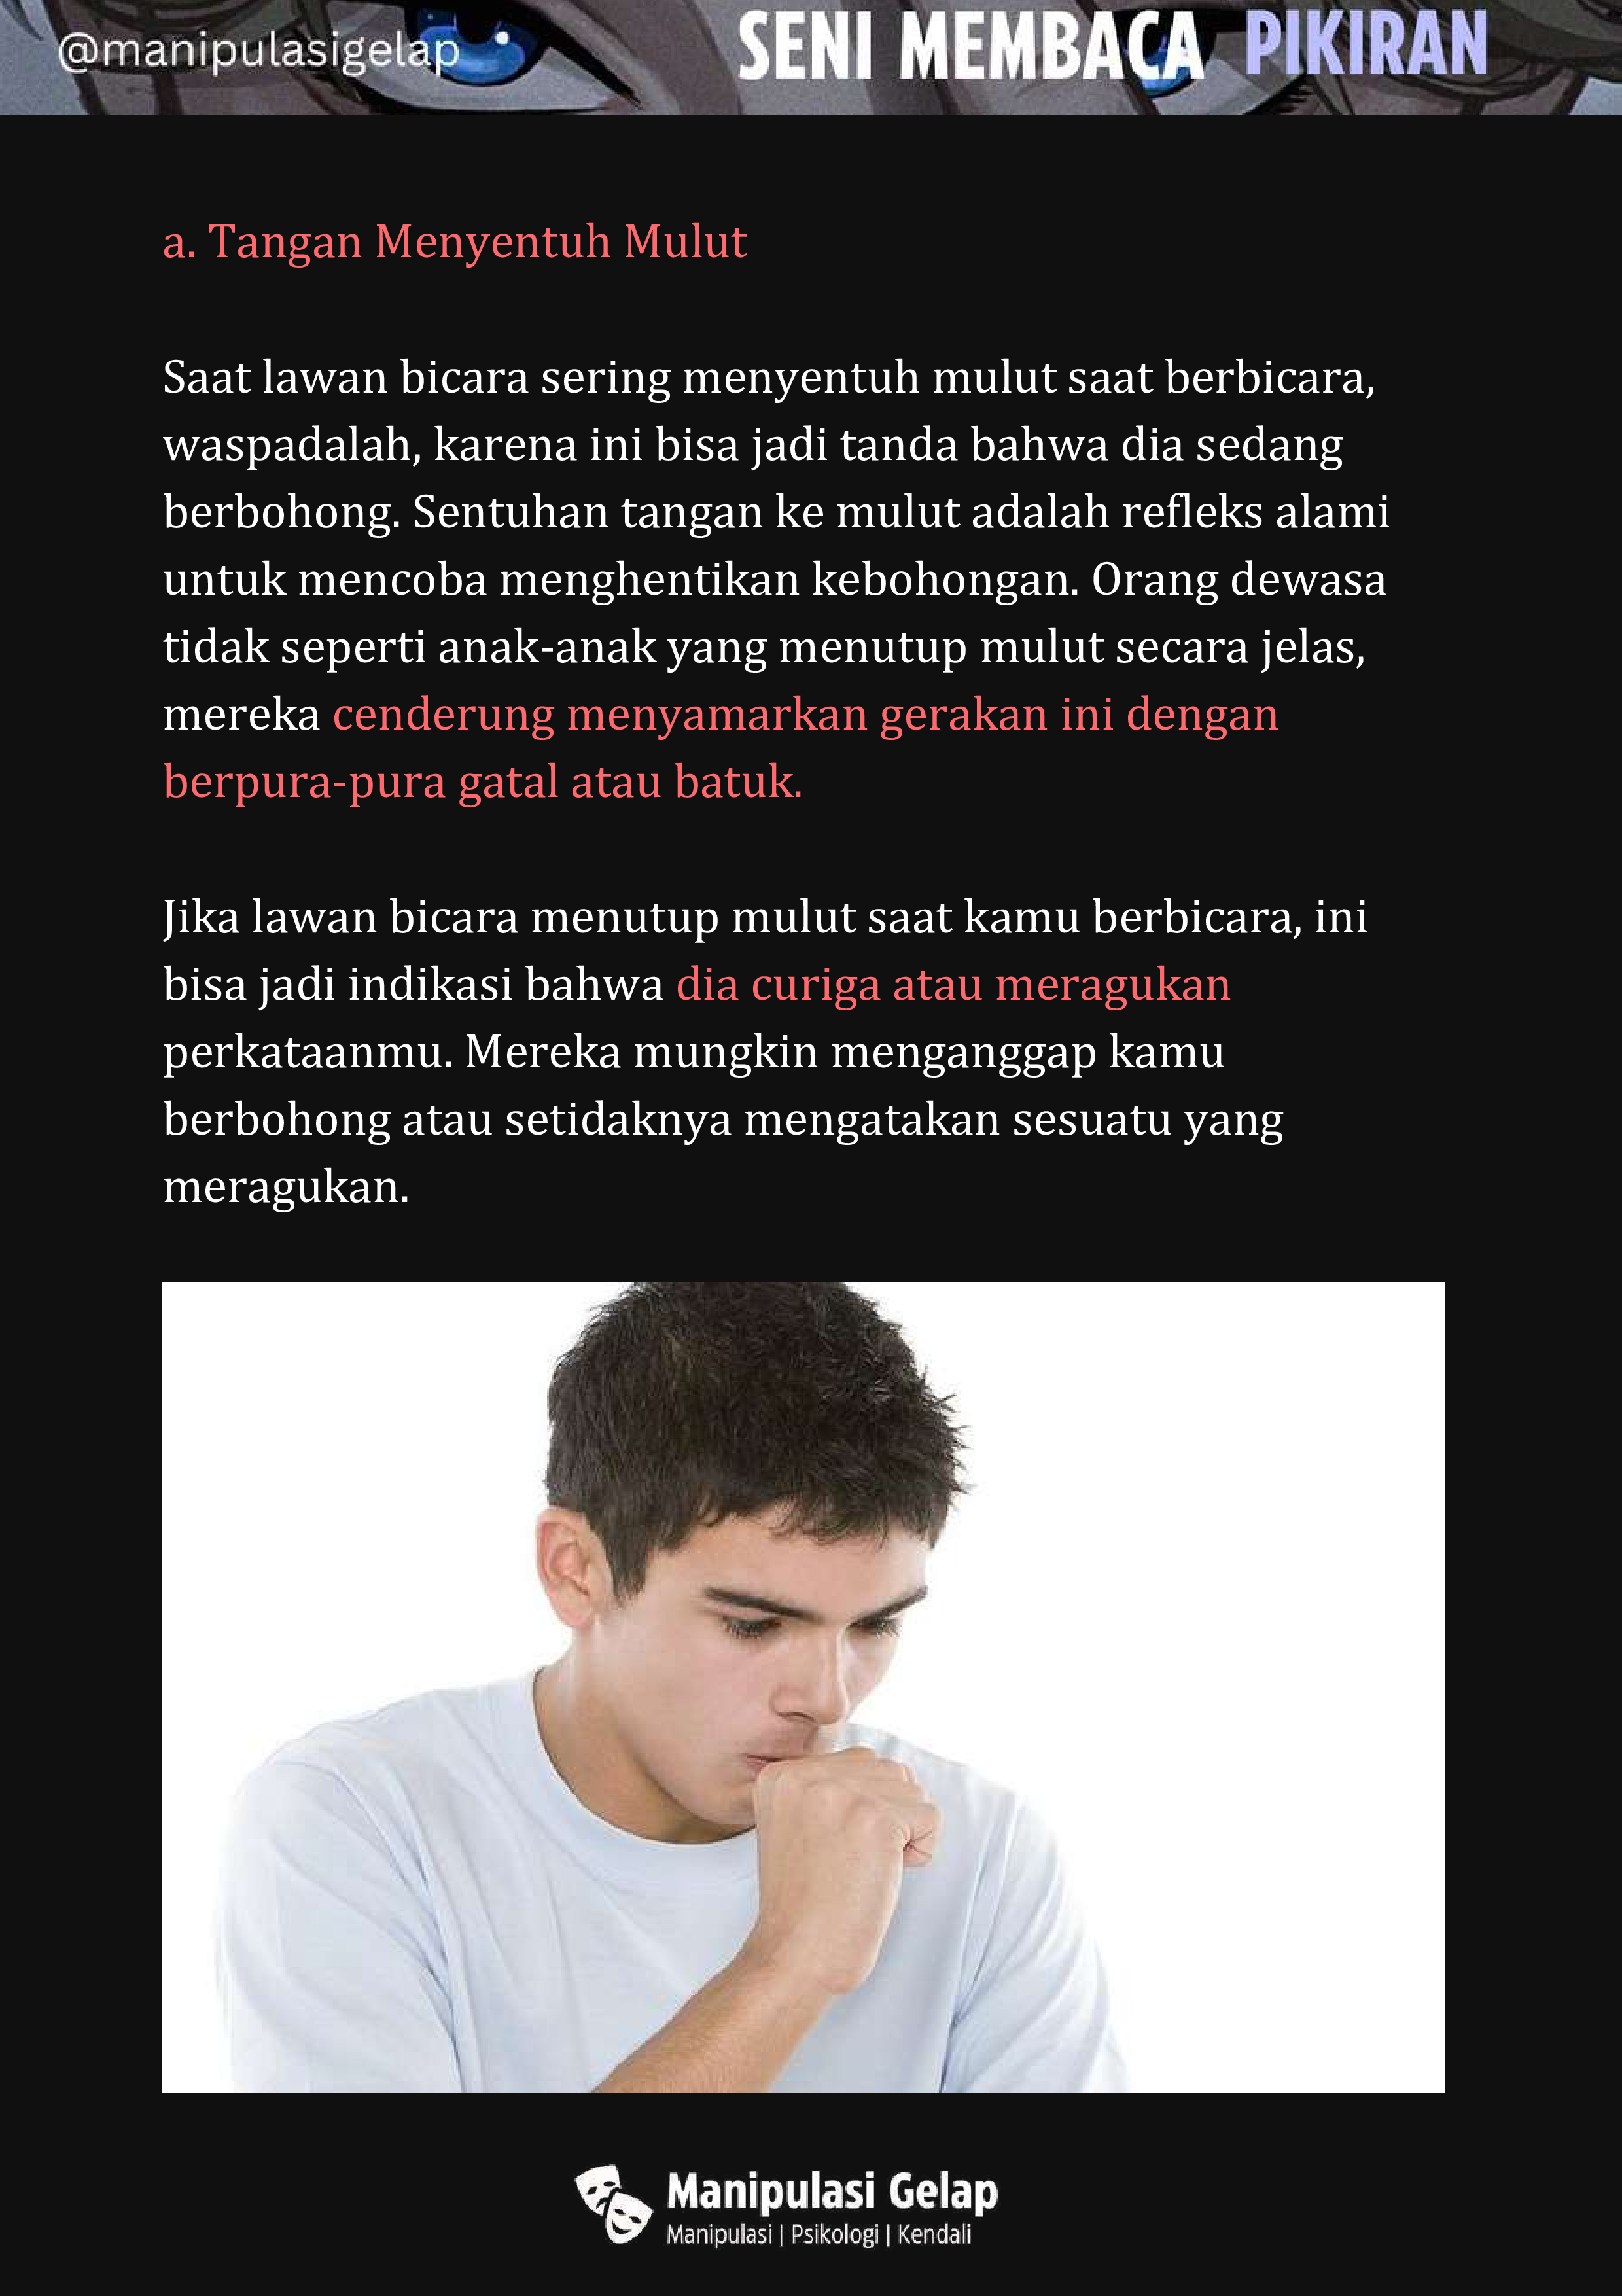 @manipulasigelap
SENI MEMBACA PIKIRAN
a. Tangan Menyentuh Mulut
Saat lawan bicara sering menyentuh mulut saat berbicara,
waspadalah, karena ini bisa jadi tanda bahwa dia sedang
berbohong. Sentuhan tangan ke mulut adalah refleks alami
untuk mencoba menghentikan kebohongan. Orang dewasa
tidak seperti anak-anak yang menutup mulut secara jelas,
mereka cenderung menyamarkan gerakan ini dengan
berpura-pura gatal atau batuk.
Jika lawan bicara menutup mulut saat kamu berbicara, ini
bisa jadi indikasi bahwa dia curiga atau meragukan
perkataanmu. Mereka mungkin menganggap kamu
berbohong atau setidaknya mengatakan sesuatu yang
meragukan.
Manipulasi Gelap
Manipulasi | Psikologi | Kendali